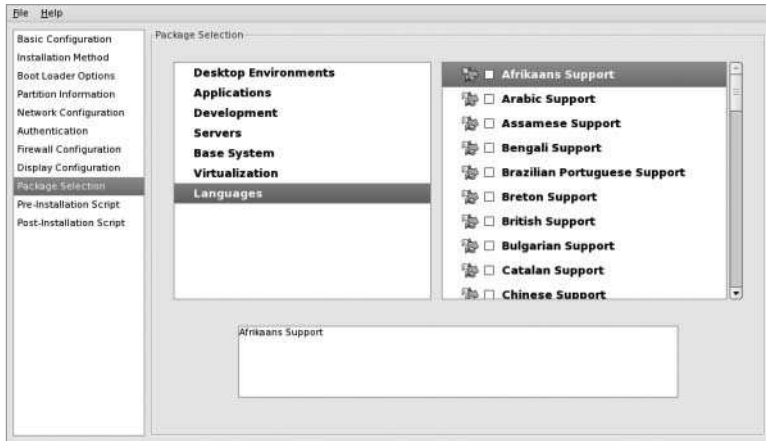 File Help
Basic Configuration
Installation Method
Boot Loader Options
Partition Information
Network Configuration
Authentication
Firewall Configuration
Display Configuration
Package Selection
Pre-Installation Script
Post-Installation Script
Package Selection
Desktop Environments
Applications
Development
Servers
Base System
Virtualization
Languages
Afrikaans Support
Arabic Support
Assamese Support
Bengali Support
Brazilian Portuguese Support
Breton Support
British Support
Bulgarian Support
Catalan Support
Chinese Support
Afrikaans Support